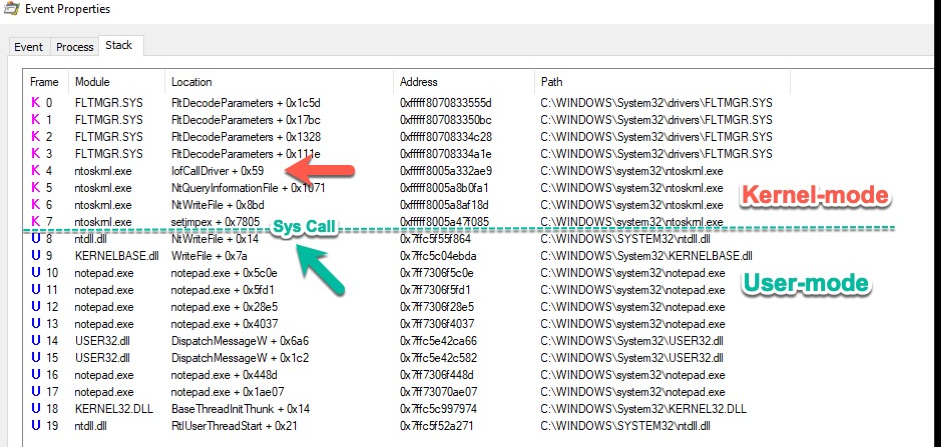 Event Properties
Event Process Stack
Frame Module Location Address Path
K 0 FLTMGR.SYS FltDecodeParameters + 0x1c5d 0xfffff8070833555d C:\WINDOWS\System32\drivers\FLTMGR.SYS
K 1 FLTMGR.SYS FltDecodeParameters + 0x17bc 0xfffff807083350bc C:\WINDOWS\System32\drivers\FLTMGR.SYS
K 2 FLTMGR.SYS FltDecodeParameters + 0x1328 0xfffff80708334c28 C:\WINDOWS\System32\drivers\FLTMGR.SYS
K 3 FLTMGR.SYS FltDecodeParameters + 0x111e 0xfffff80708334a1e C:\WINDOWS\System32\drivers\FLTMGR.SYS
K 4 ntoskrnl.exe IofCallDriver + 0x59 0xfffff8005a332ae9 C:\WINDOWS\system32\ntoskrnl.exe
K 5 ntoskrnl.exe NtQueryInformationFile + 0x1071 0xfffff8005a8b0fa1 C:\WINDOWS\system32\ntoskrnl.exe
Kernel-mode
K 6 ntoskrnl.exe NtWriteFile + 0x8bd 0xfffff8005a8af18d C:\WINDOWS\system32\ntoskrnl.exe
K 7 ntoskrnl.exe setjmpex + 0x7805 0xfffff8005a47f085 C:\WINDOWS\system32\ntoskrnl.exe
Sys Call
U 8 ntdll.dll NtWriteFile + 0x14 0x7ffc5f55f864 C:\WINDOWS\SYSTEM32\ntdll.dll
U 9 KERNELBASE.dll WriteFile + 0x7a 0x7ffc5c04ebda C:\WINDOWS\System32\KERNELBASE.dll
U 10 notepad.exe notepad.exe + 0x5c0e 0x7ff7306f5c0e C:\WINDOWS\system32\notepad.exe
User-mode
U 11 notepad.exe notepad.exe + 0x5fd1 0x7ff7306f5fd1 C:\WINDOWS\system32\notepad.exe
U 12 notepad.exe notepad.exe + 0x28e5 0x7ff7306f28e5 C:\WINDOWS\system32\notepad.exe
U 13 notepad.exe notepad.exe + 0x4037 0x7ff7306f4037 C:\WINDOWS\system32\notepad.exe
U 14 USER32.dll DispatchMessageW + 0x6a6 0x7ffc5e42ca66 C:\WINDOWS\System32\USER32.dll
U 15 USER32.dll DispatchMessageW + 0x1c2 0x7ffc5e42c582 C:\WINDOWS\System32\USER32.dll
U 16 notepad.exe notepad.exe + 0x448d 0x7ff7306f448d C:\WINDOWS\system32\notepad.exe
U 17 notepad.exe notepad.exe + 0x1ae07 0x7ff73070ae07 C:\WINDOWS\system32\notepad.exe
U 18 KERNEL32.DLL BaseThreadInitThunk + 0x14 0x7ffc5c997974 C:\WINDOWS\System32\KERNEL32.DLL
U 19 ntdll.dll RtlUserThreadStart + 0x21 0x7ffc5f52a271 C:\WINDOWS\SYSTEM32\ntdll.dll